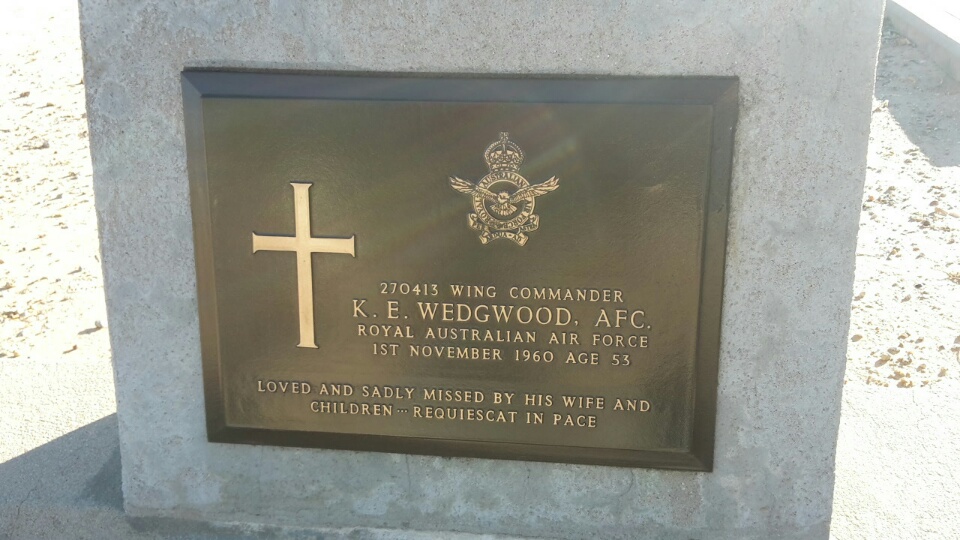 AUSTRALIAN
270413 WING COMMANDER
K. E. WEDGWOOD, AFC.
ROYAL AUSTRALIAN AIR FORCE
1ST NOVEMBER 1960 AGE 53
LOVED AND SADLY MISSED BY HIS WIFE AND
CHILDREN ··· REQUIESCAT IN PACE